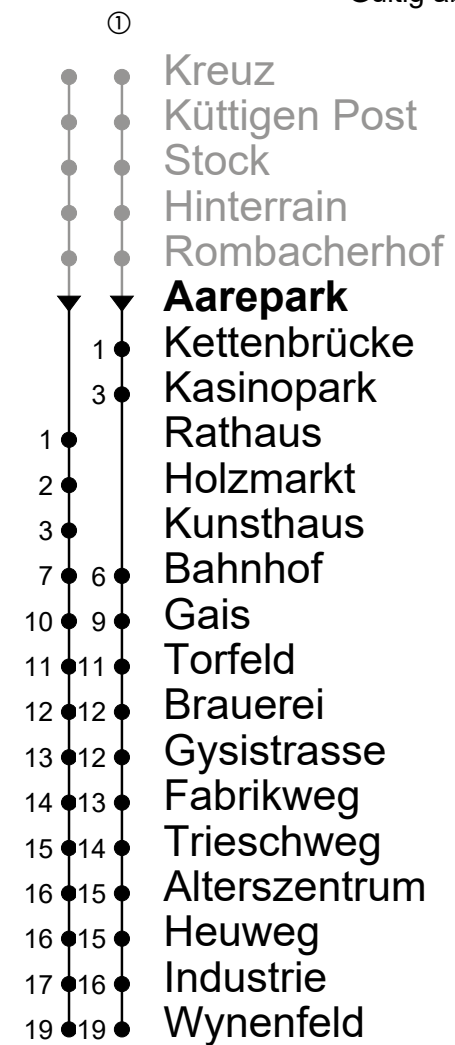 ①
Kreuz
Küttigen Post
Stock
Hinterrain
Rombacherhof
Aarepark
1 Kettenbrücke
3 Kasinopark
1 Rathaus
2 Holzmarkt
3 Kunsthaus
7 6 Bahnhof
10 9 Gais
11 11 Torfeld
12 12 Brauerei
13 12 Gysistrasse
14 13 Fabrikweg
15 14 Trieschweg
16 15 Alterszentrum
16 15 Heuweg
17 16 Industrie
19 19 Wynenfeld